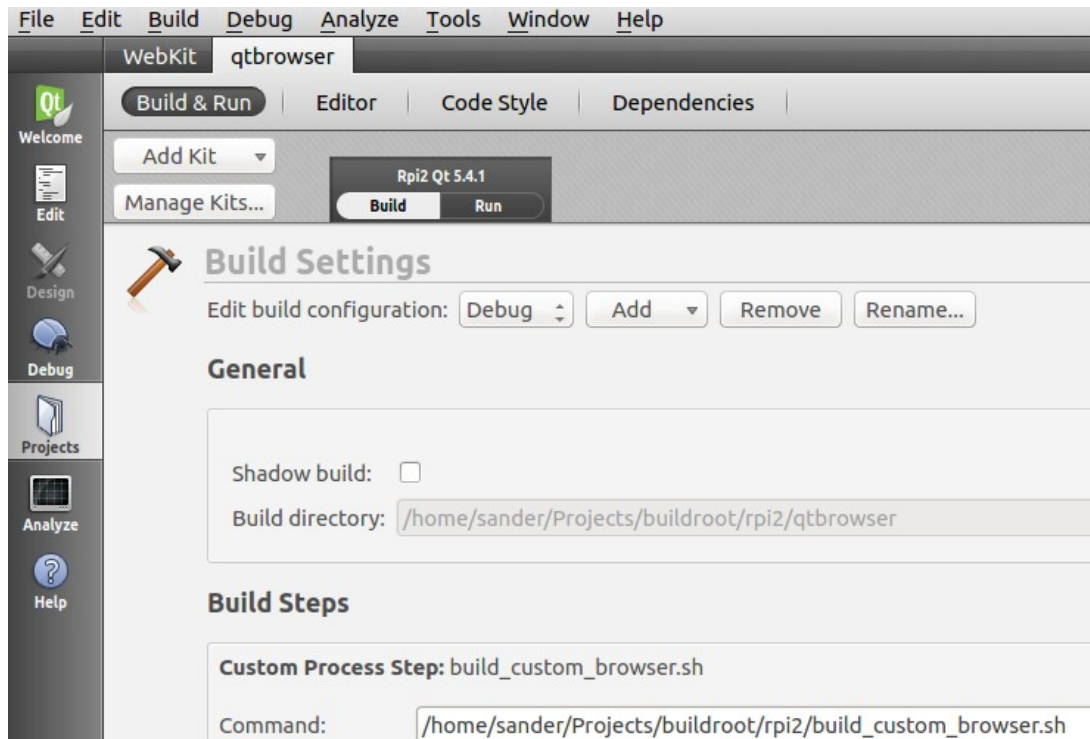 File Edit Build Debug Analyze Tools Window Help
WebKit qtbrowser
Qt
Welcome
Build & Run Editor Code Style Dependencies
Add Kit
Manage Kits...
Rpi2 Qt 5.4.1
Build Run
Edit
Design
Debug
Projects
Analyze
Help
Build Settings
Edit build configuration: Debug Add Remove Rename...
General
Shadow build:
Build directory: /home/sander/Projects/buildroot/rpi2/qtbrowser
Build Steps
Custom Process Step: build_custom_browser.sh
Command: /home/sander/Projects/buildroot/rpi2/build_custom_browser.sh